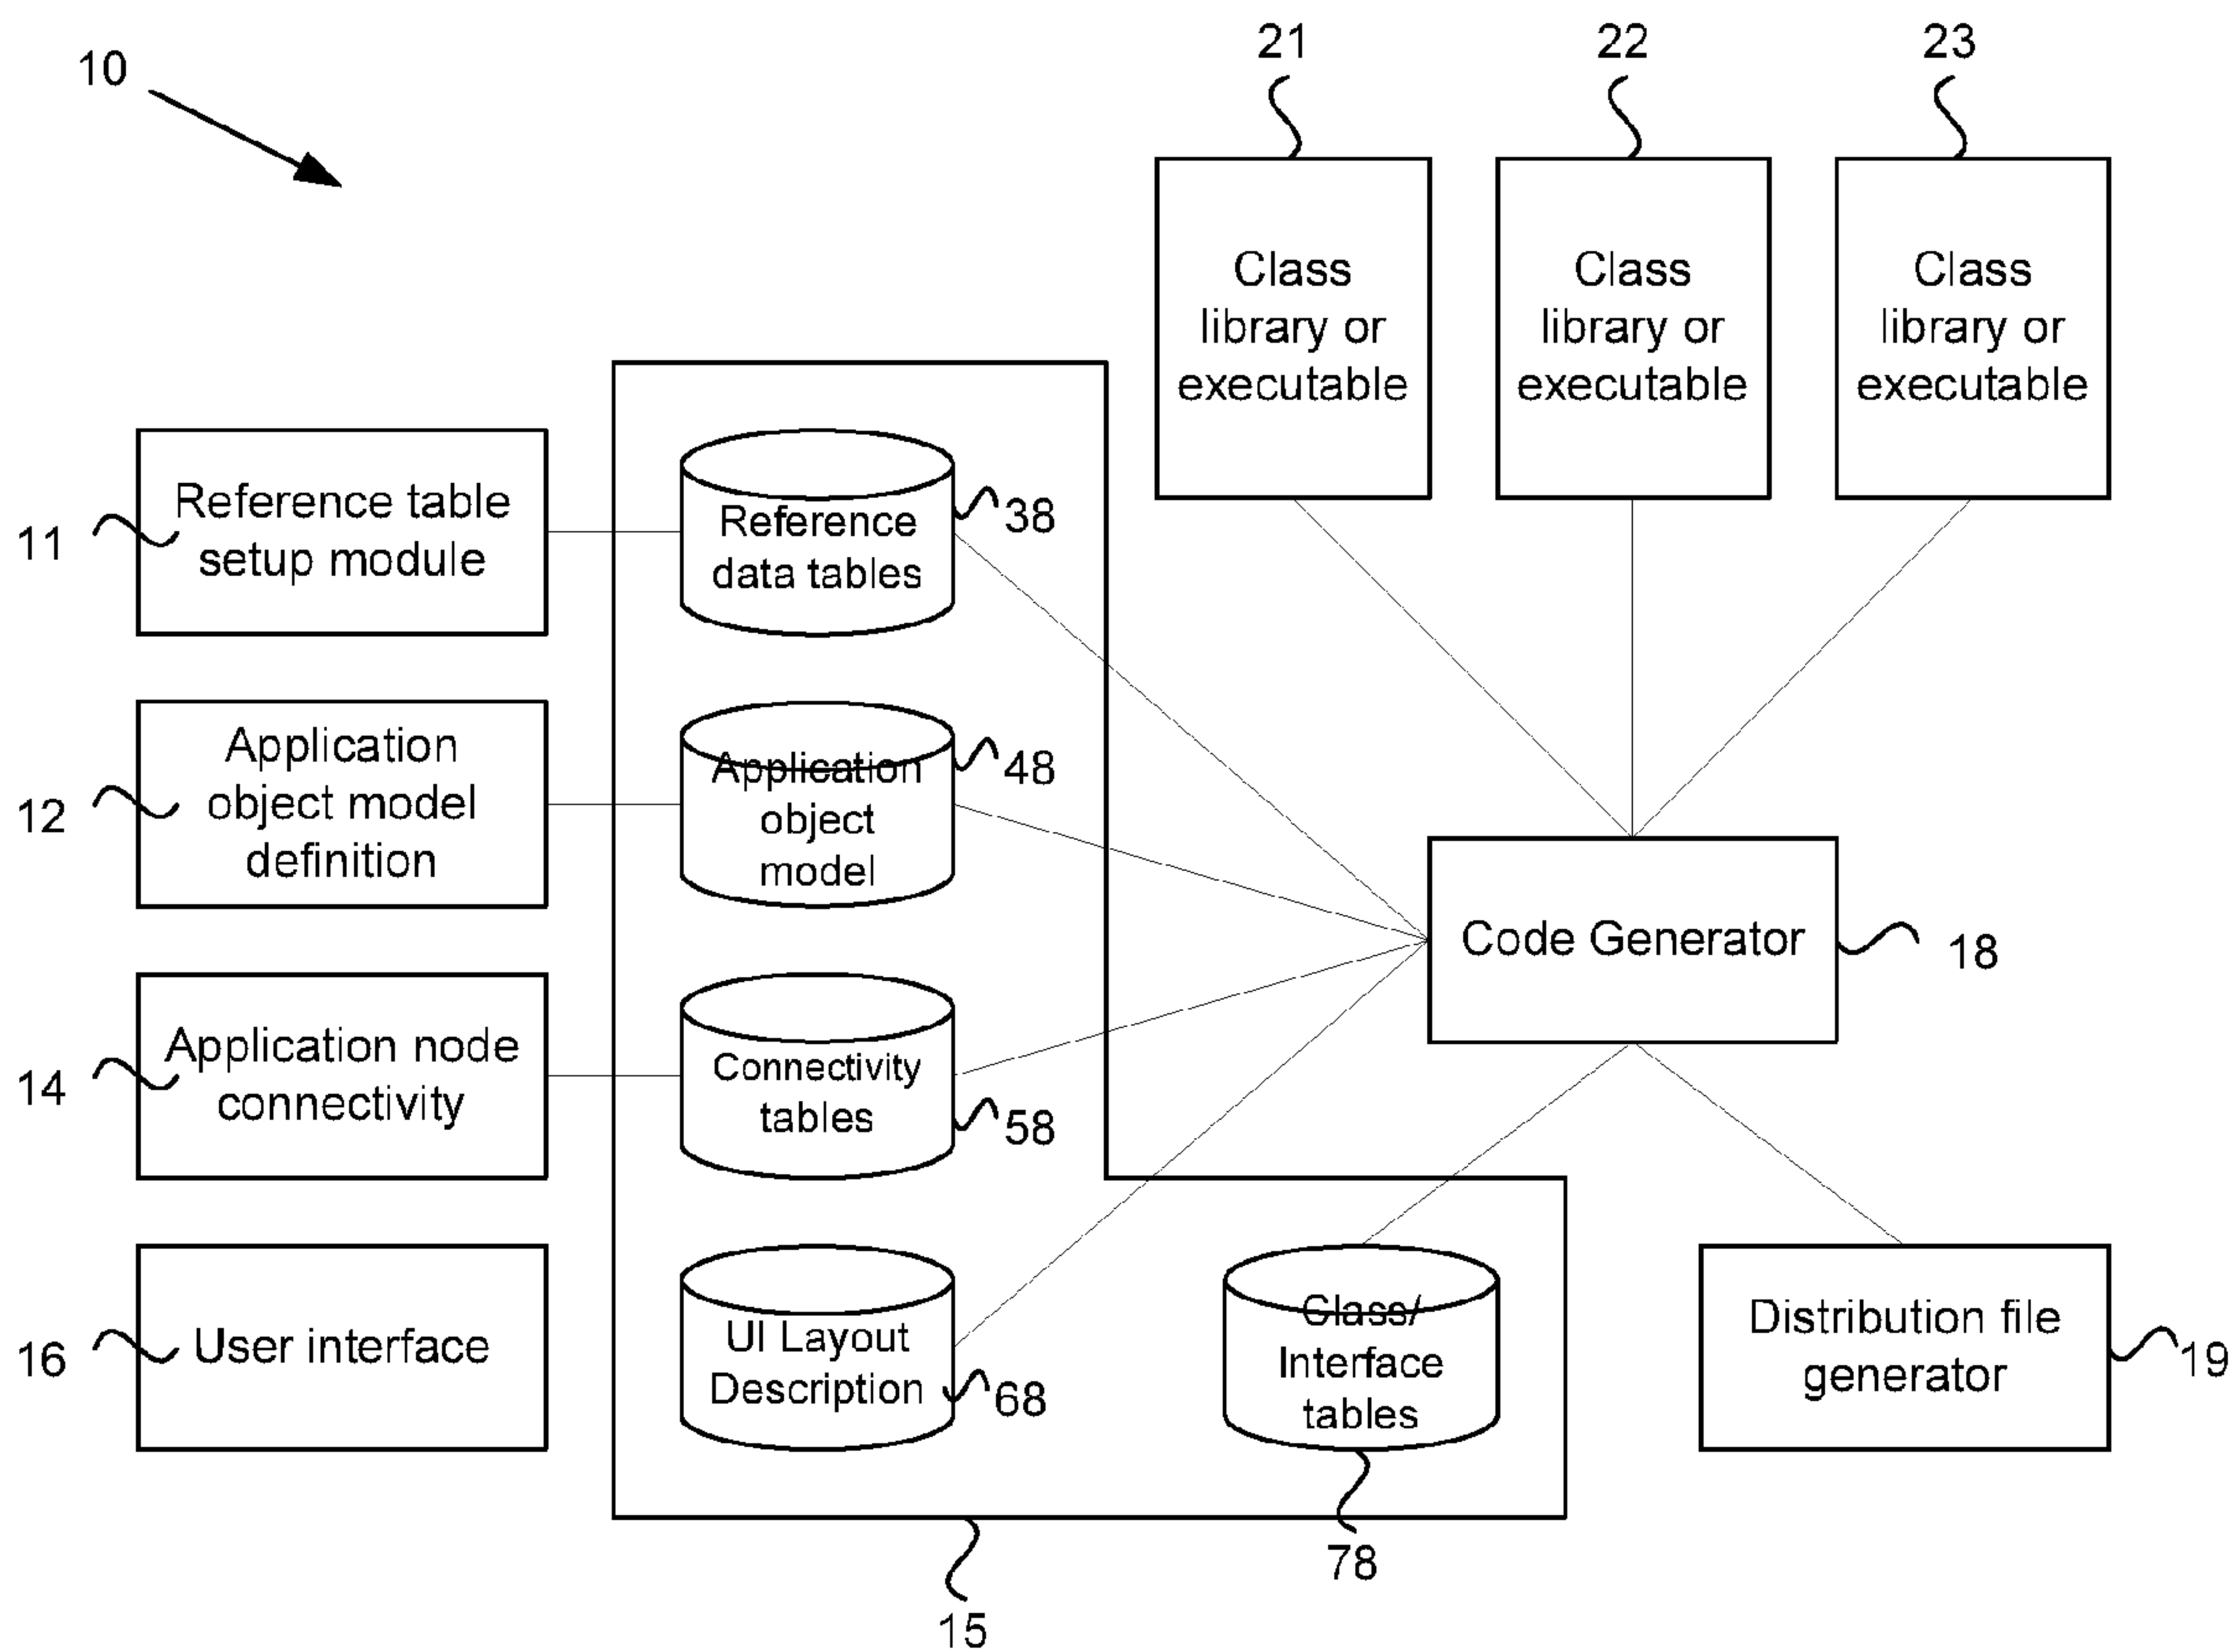 10
21
22
23
Class
library or
executable
Class
library or
executable
Class
library or
executable
11
Reference table
setup module
Reference
data tables
38
12
Application
object model
definition
Application
object
model
48
Code Generator
18
14
Application node
connectivity
Connectivity
tables
58
16
User interface
UI Layout
Description
68
Class/
Interface
tables
78
Distribution file
generator
19
15